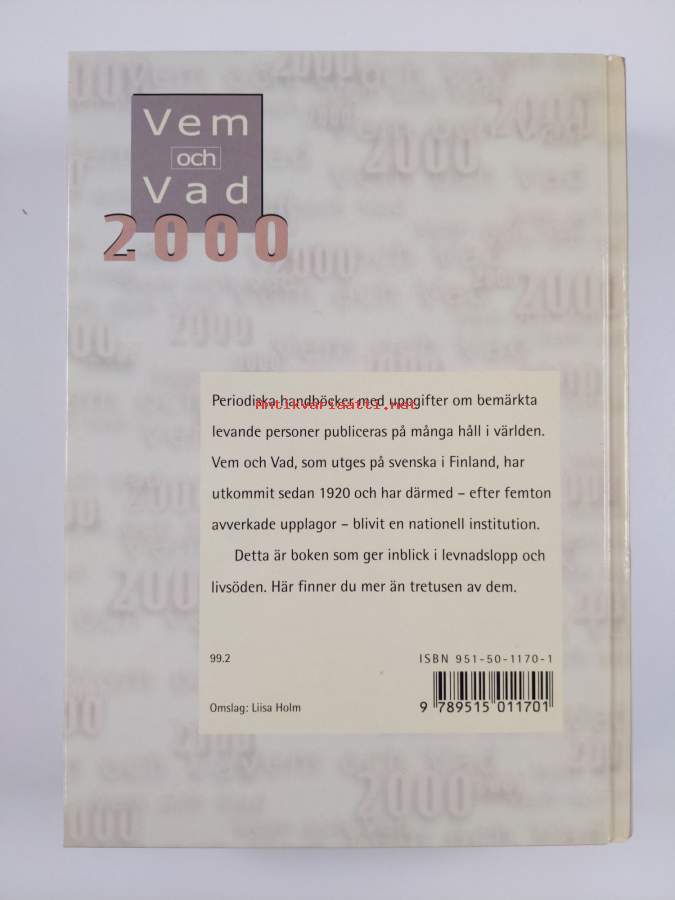 Vem
och
Vad
2000
Periodiska handböcker med uppgifter om bemärkta
Antikvariaatti.net
levande personer publiceras på många håll i världen.
Vem och Vad, som utges på svenska i Finland, har
utkommit sedan 1920 och har därmed – efter femton
avverkade upplagor – blivit en nationell institution.
Detta är boken som ger inblick i levnadslopp och
livsöden. Här finner du mer än tretusen av dem.
99.2
ISBN 951-50-1170-1
Omslag: Liisa Holm
9 789515 011701